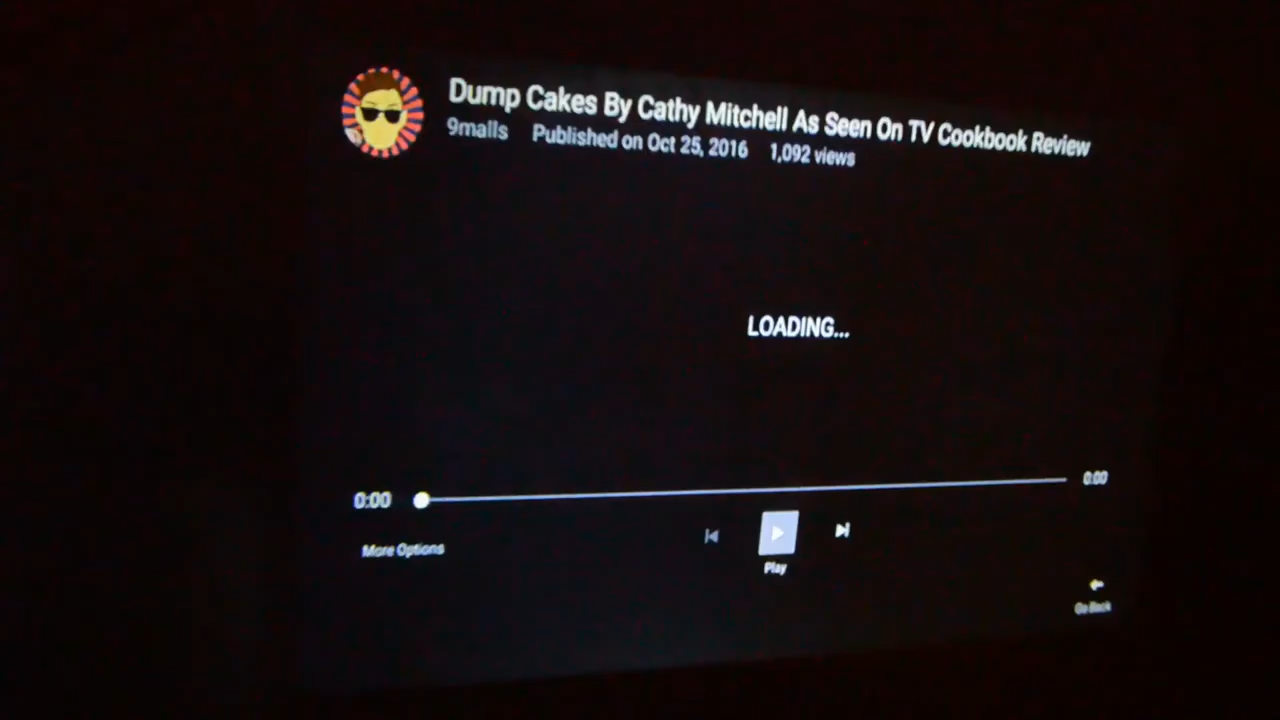 Dump Cakes By Cathy Mitchell As Seen On TV Cookbook Review
9malls Published on Oct 25, 2016 1,092 views
LOADING...
0:00 0:00
More Options
Play
Go Back